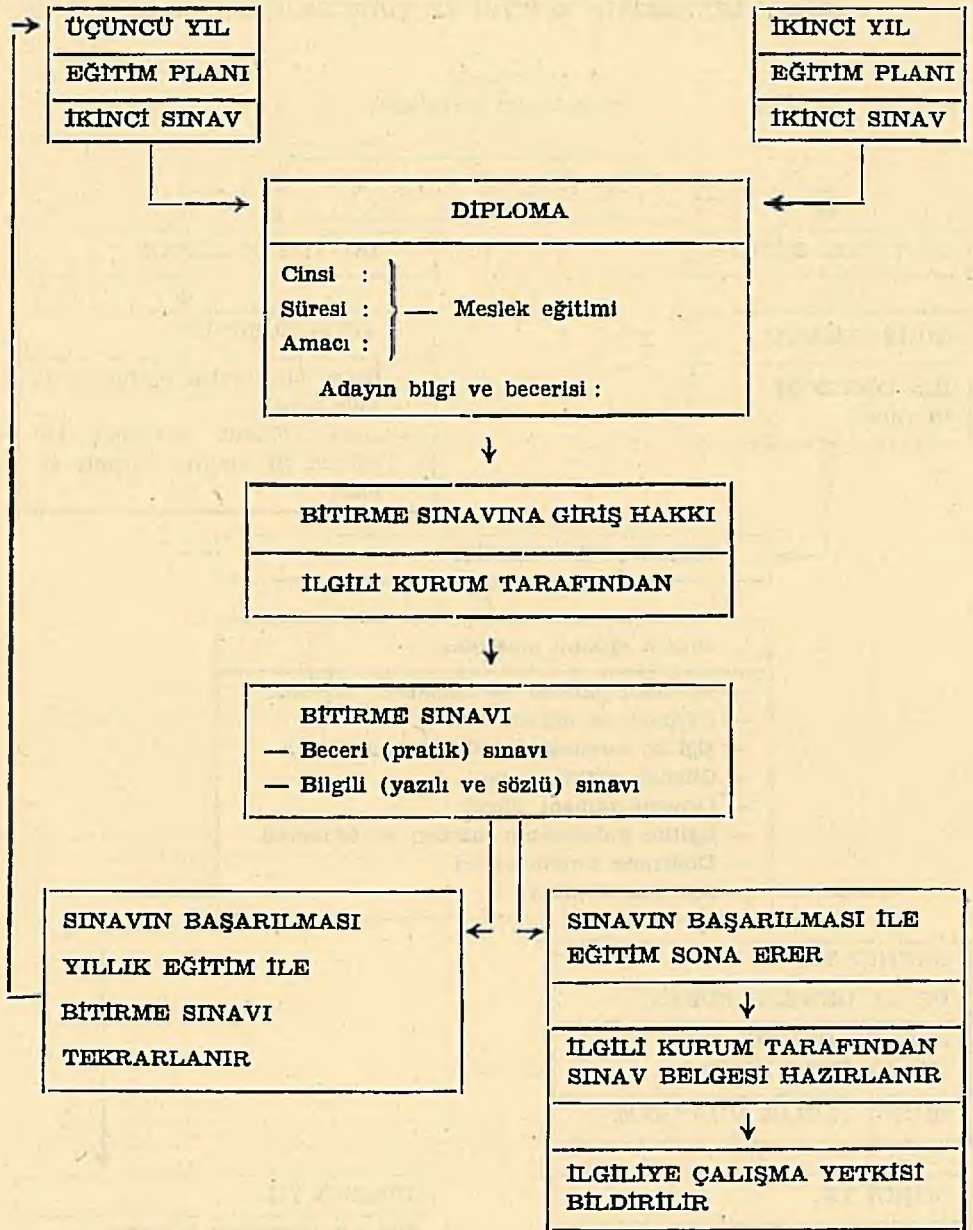 ÜÇÜNCÜ YIL
EĞİTİM PLANI
İKİNCİ SINAV
İKİNCİ YIL
EĞİTİM PLANI
İKİNCİ SINAV
DİPLOMA
Cinsi :
Süresi : — Meslek eğitimi
Amacı :
Adayın bilgi ve becerisi :
BİTİRME SINAVINA GİRİŞ HAKKI
İLGİLİ KURUM TARAFINDAN
BİTİRME SINAVI
— Beceri (pratik) sınavı
— Bilgili (yazılı ve sözlü) sınavı
SINAVIN BAŞARILMASI
YILLIK EĞİTİM İLE
BİTİRME SINAVI
TEKRARLANIR
SINAVIN BAŞARILMASI İLE
EĞİTİM SONA ERER
İLGİLİ KURUM TARAFINDAN
SINAV BELGESİ HAZIRLANIR
İLGİLİYE ÇALIŞMA YETKİSİ
BİLDİRİLİR